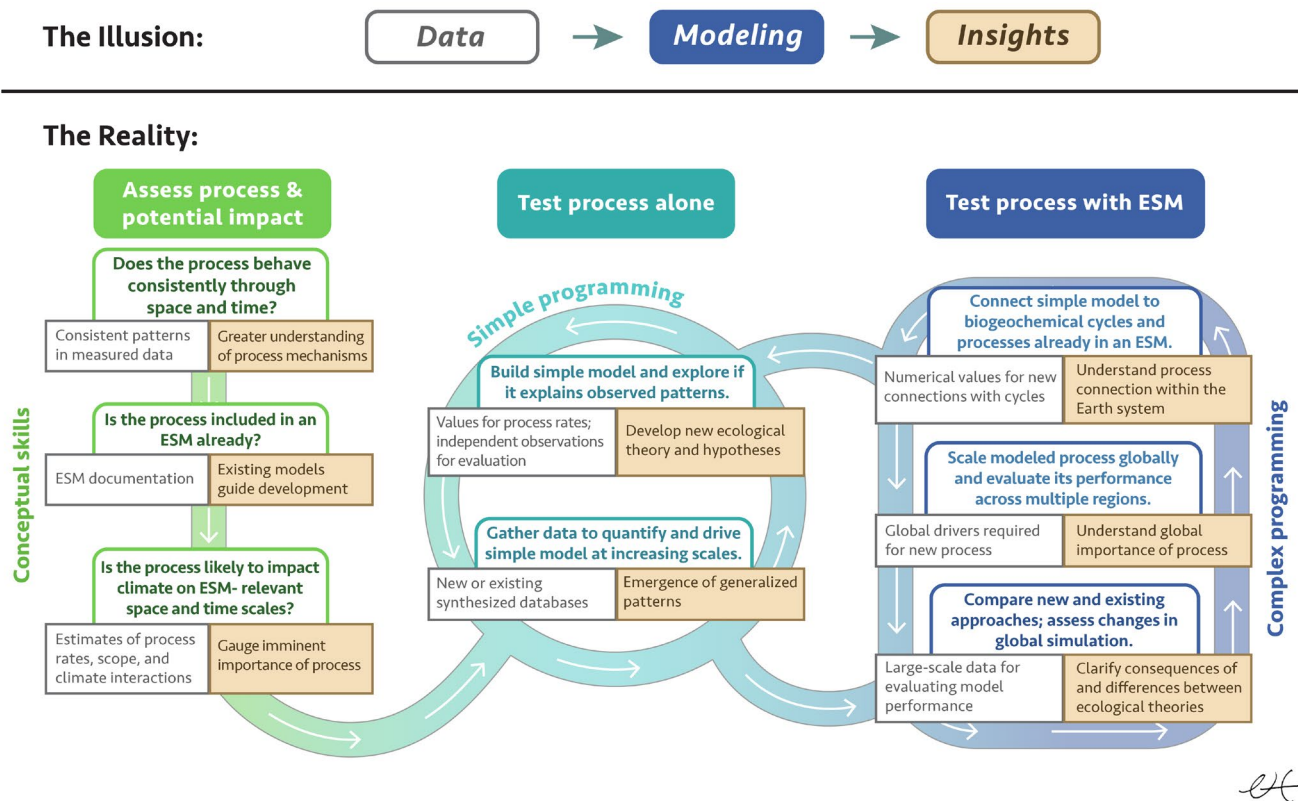 The Illusion:
Data
Modeling
Insights
The Reality:
Assess process &
potential impact
Does the process behave
consistently through
space and time?
Consistent patterns
in measured data
Greater understanding
of process mechanisms
Is the process included in an
ESM already?
ESM documentation
Existing models
guide development
Is the process likely to impact
climate on ESM- relevant
space and time scales?
Estimates of process
rates, scope, and
climate interactions
Gauge imminent
importance of process
Conceptual skills
Test process alone
Simple programming
Build simple model and explore if
it explains observed patterns.
Values for process rates;
independent observations
for evaluation
Develop new ecological
theory and hypotheses
Gather data to quantify and drive
simple model at increasing scales.
New or existing
synthesized databases
Emergence of generalized
patterns
Test process with ESM
Connect simple model to
biogeochemical cycles and
processes already in an ESM.
Numerical values for new
connections with cycles
Understand process
connection within the
Earth system
Scale modeled process globally
and evaluate its performance
across multiple regions.
Global drivers required
for new process
Understand global
importance of process
Compare new and existing
approaches; assess changes in
global simulation.
Large-scale data for
evaluating model
performance
Clarify consequences of
and differences between
ecological theories
Complex programming